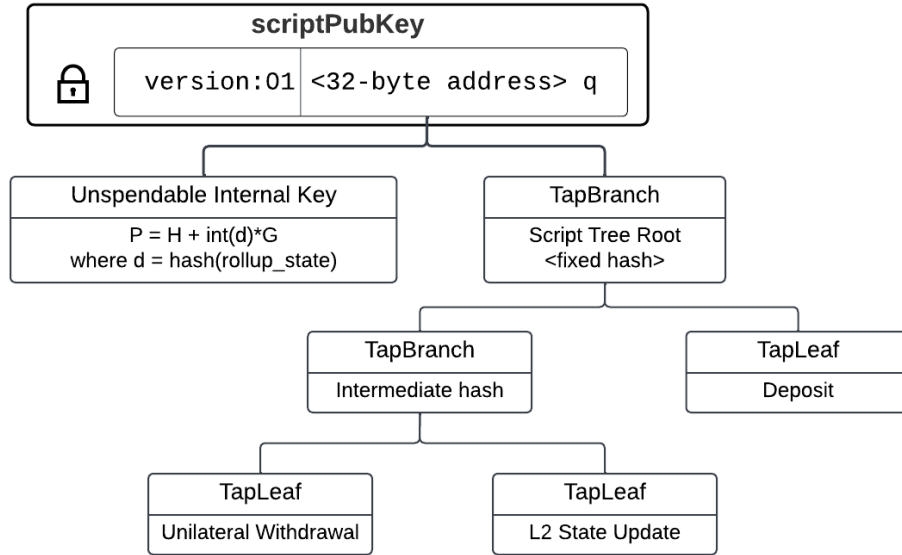 scriptPubKey
version:01 <32-byte address> q
Unspendable Internal Key
P = H + int(d)*G
where d = hash(rollup_state)
TapBranch
Script Tree Root
<fixed hash>
TapBranch
Intermediate hash
TapLeaf
Deposit
TapLeaf
Unilateral Withdrawal
TapLeaf
L2 State Update